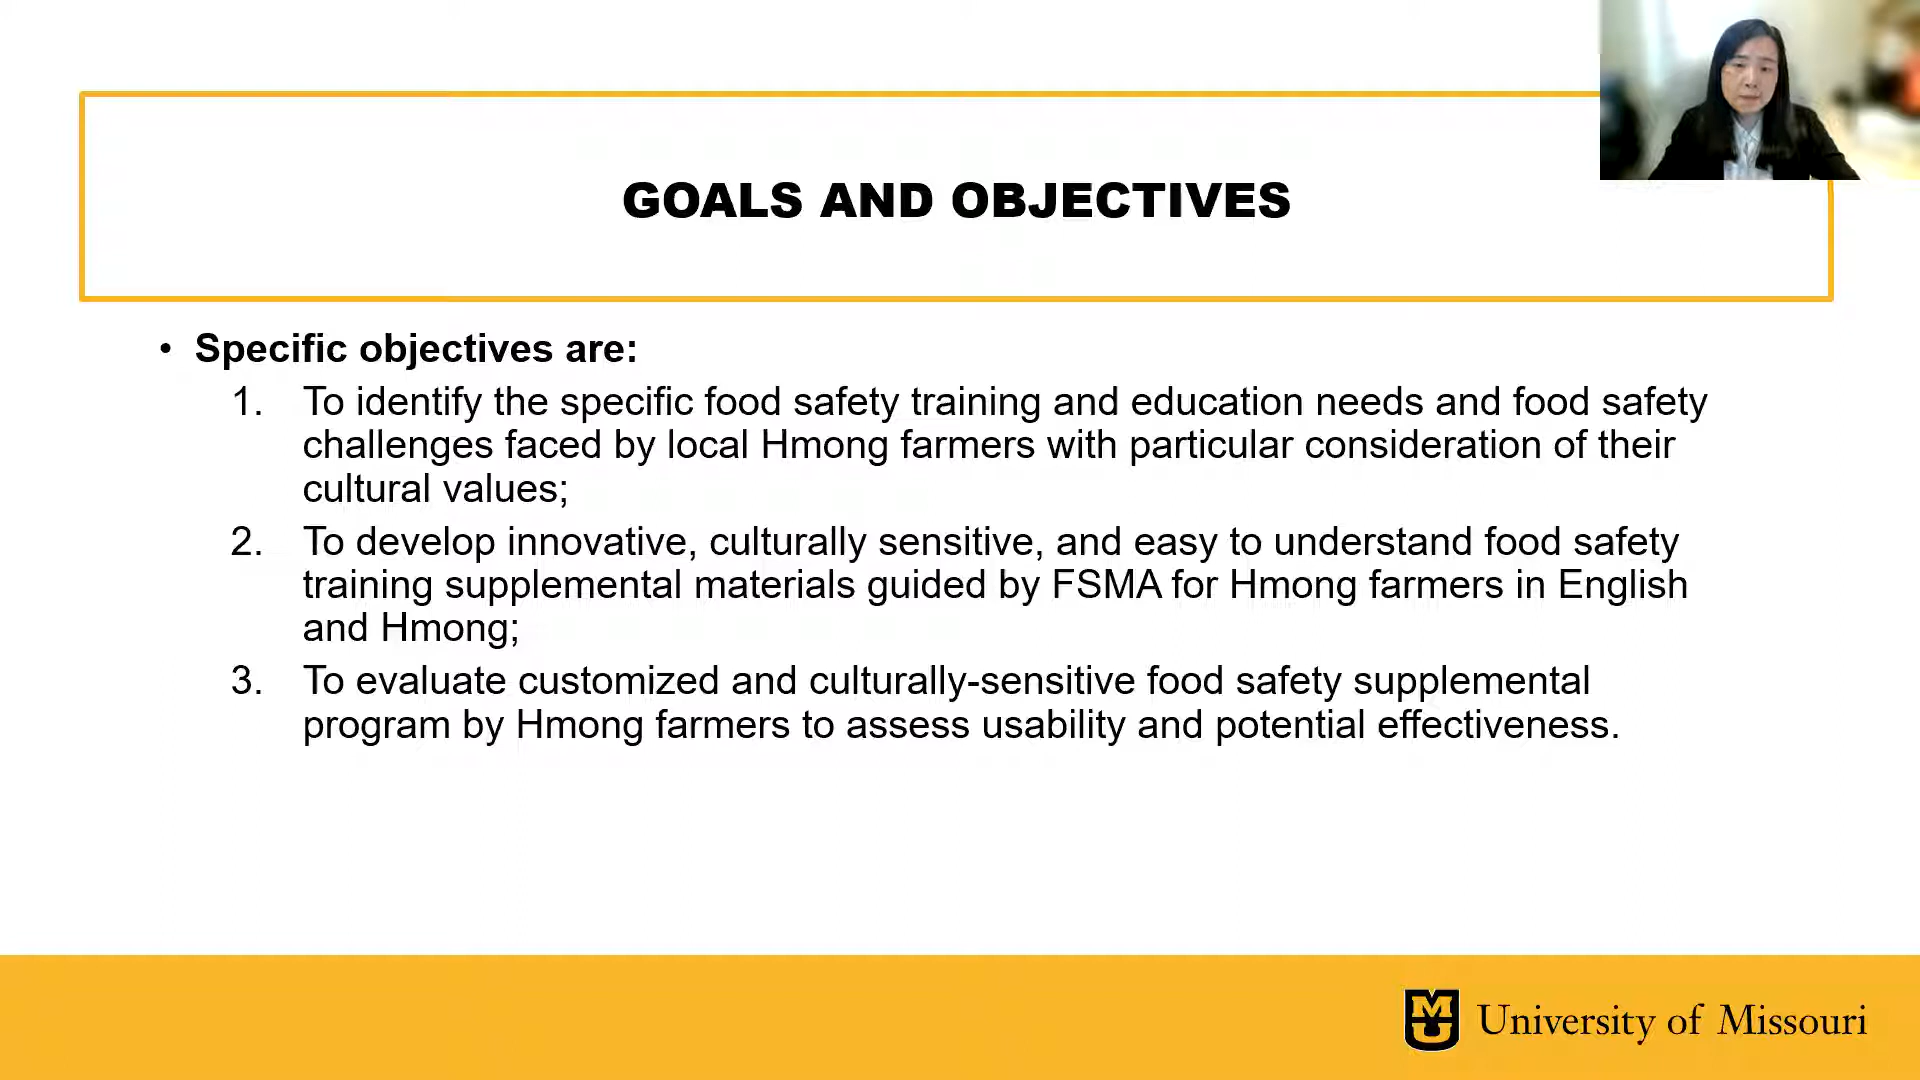 GOALS AND OBJECTIVES
• Specific objectives are:
1. To identify the specific food safety training and education needs and food safety
challenges faced by local Hmong farmers with particular consideration of their
cultural values;
2. To develop innovative, culturally sensitive, and easy to understand food safety
training supplemental materials guided by FSMA for Hmong farmers in English
and Hmong;
3. To evaluate customized and culturally-sensitive food safety supplemental
program by Hmong farmers to assess usability and potential effectiveness.
MU University of Missouri